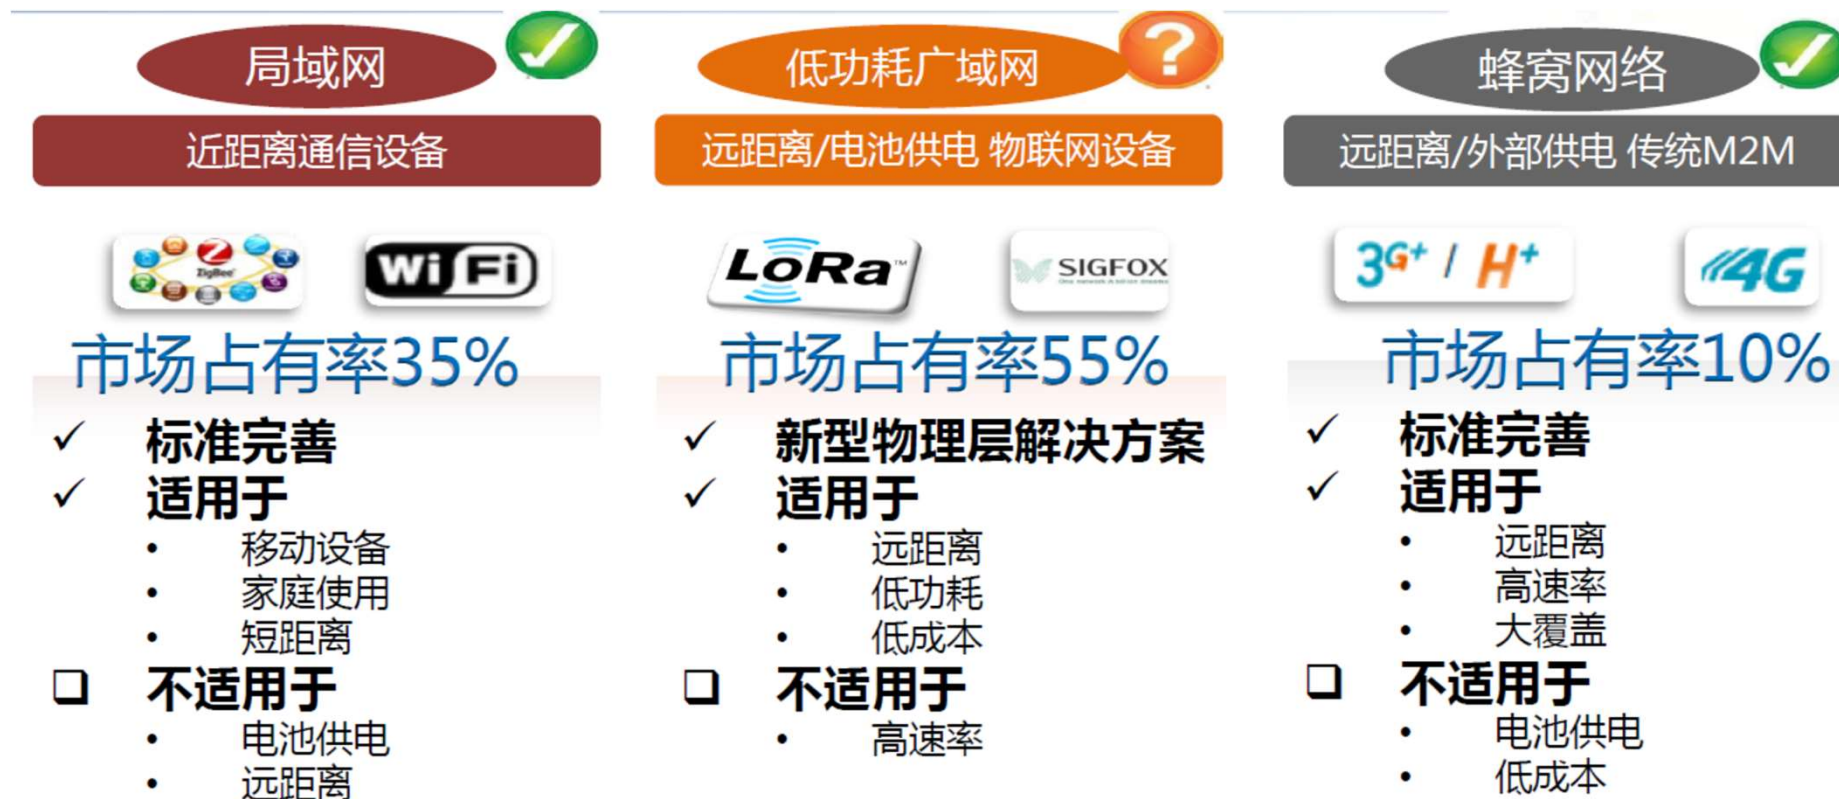 局域网
近距离通信设备
ZigBee
WiFi
市场占有率35%
✓ 标准完善
✓ 适用于
• 移动设备
• 家庭使用
• 短距离
❑ 不适用于
• 电池供电
• 远距离
低功耗广域网
?
远距离/电池供电 物联网设备
LoRa™
SIGFOX
市场占有率55%
✓ 新型物理层解决方案
✓ 适用于
• 远距离
• 低功耗
• 低成本
❑ 不适用于
• 高速率
蜂窝网络
远距离/外部供电 传统M2M
3G+ / H+
4G
市场占有率10%
✓ 标准完善
✓ 适用于
• 远距离
• 高速率
• 大覆盖
❑ 不适用于
• 电池供电
• 低成本